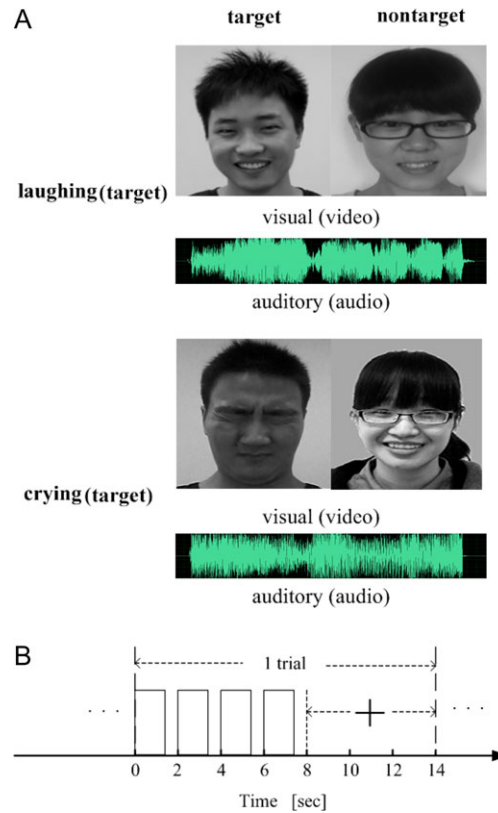 A
target nontarget
laughing(target)
visual (video)
auditory (audio)
crying(target)
visual (video)
auditory (audio)
B
1 trial
. . .
. . .
0 2 4 6 8 10 12 14
Time [sec]